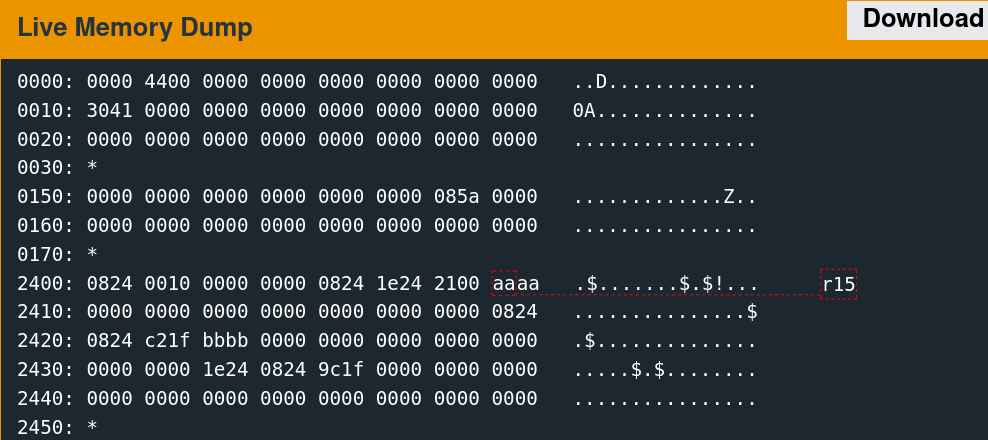 Live Memory Dump
Download
0000: 0000 4400 0000 0000 0000 0000 0000 0000 ..D.............
0010: 3041 0000 0000 0000 0000 0000 0000 0000 0A..............
0020: 0000 0000 0000 0000 0000 0000 0000 0000 ................
0030: *
0150: 0000 0000 0000 0000 0000 0000 085a 0000 .............Z..
0160: 0000 0000 0000 0000 0000 0000 0000 0000 ................
0170: *
2400: 0824 0010 0000 0000 0824 1e24 2100 aaaa .$.......$.$!... r15
2410: 0000 0000 0000 0000 0000 0000 0000 0824 ...............$
2420: 0824 c21f bbbb 0000 0000 0000 0000 0000 .$..............
2430: 0000 0000 1e24 0824 9c1f 0000 0000 0000 .....$.$........
2440: 0000 0000 0000 0000 0000 0000 0000 0000 ................
2450: *